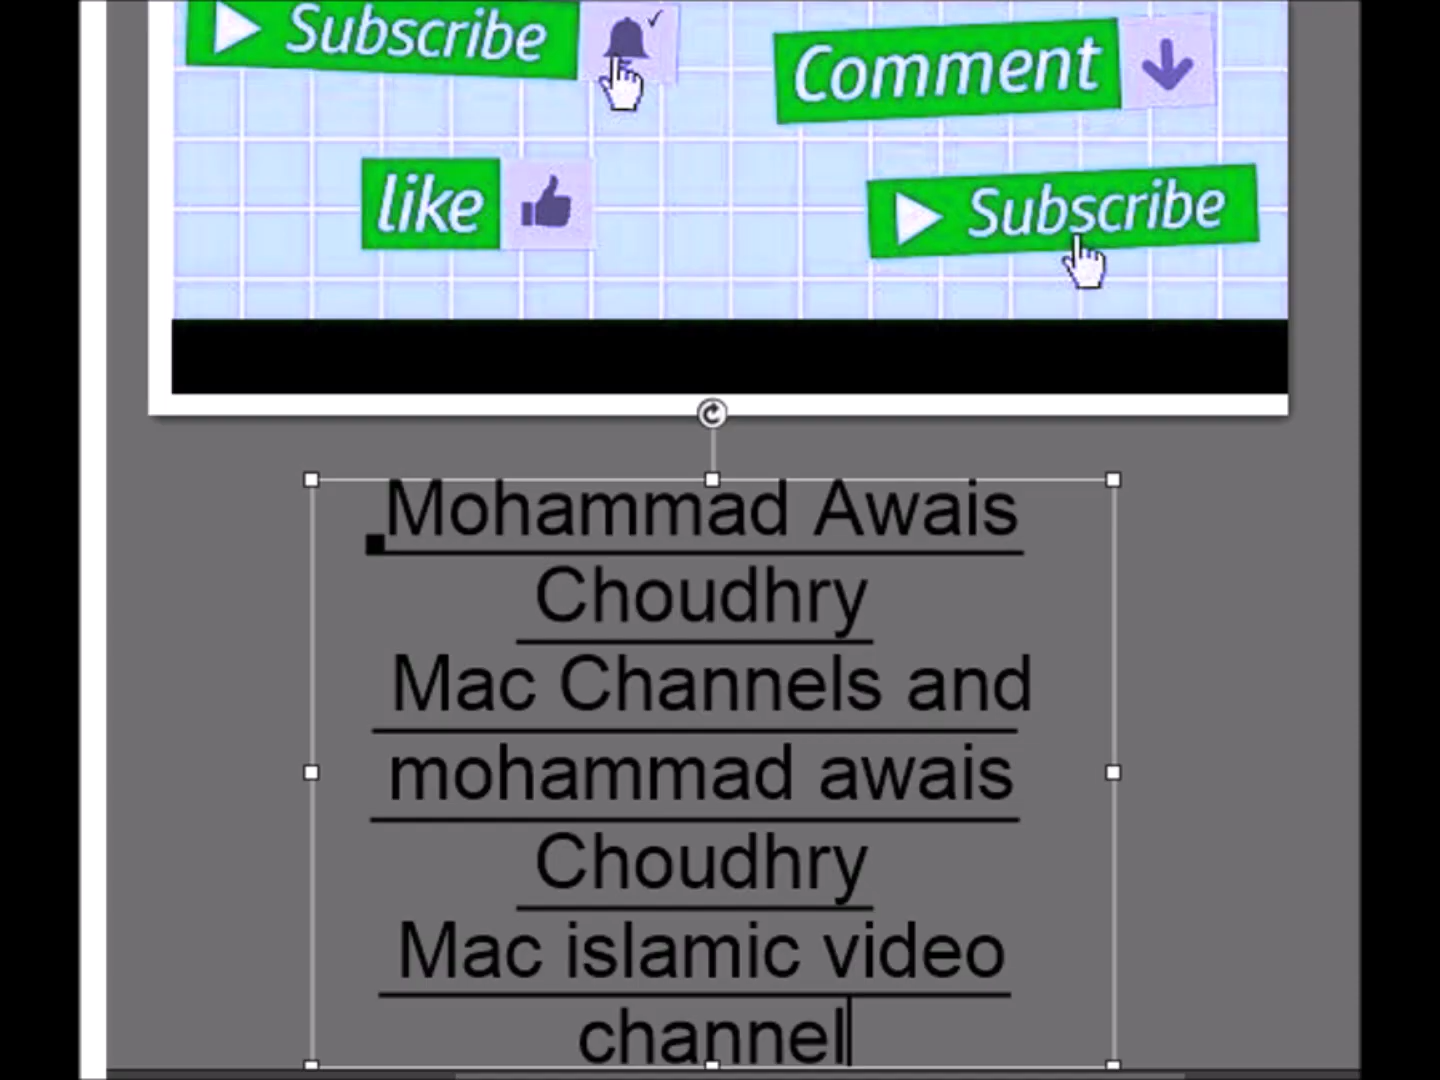 Subscribe
Comment
like
Subscribe
Mohammad Awais
Choudhry
Mac Channels and
mohammad awais
Choudhry
Mac islamic video
channel